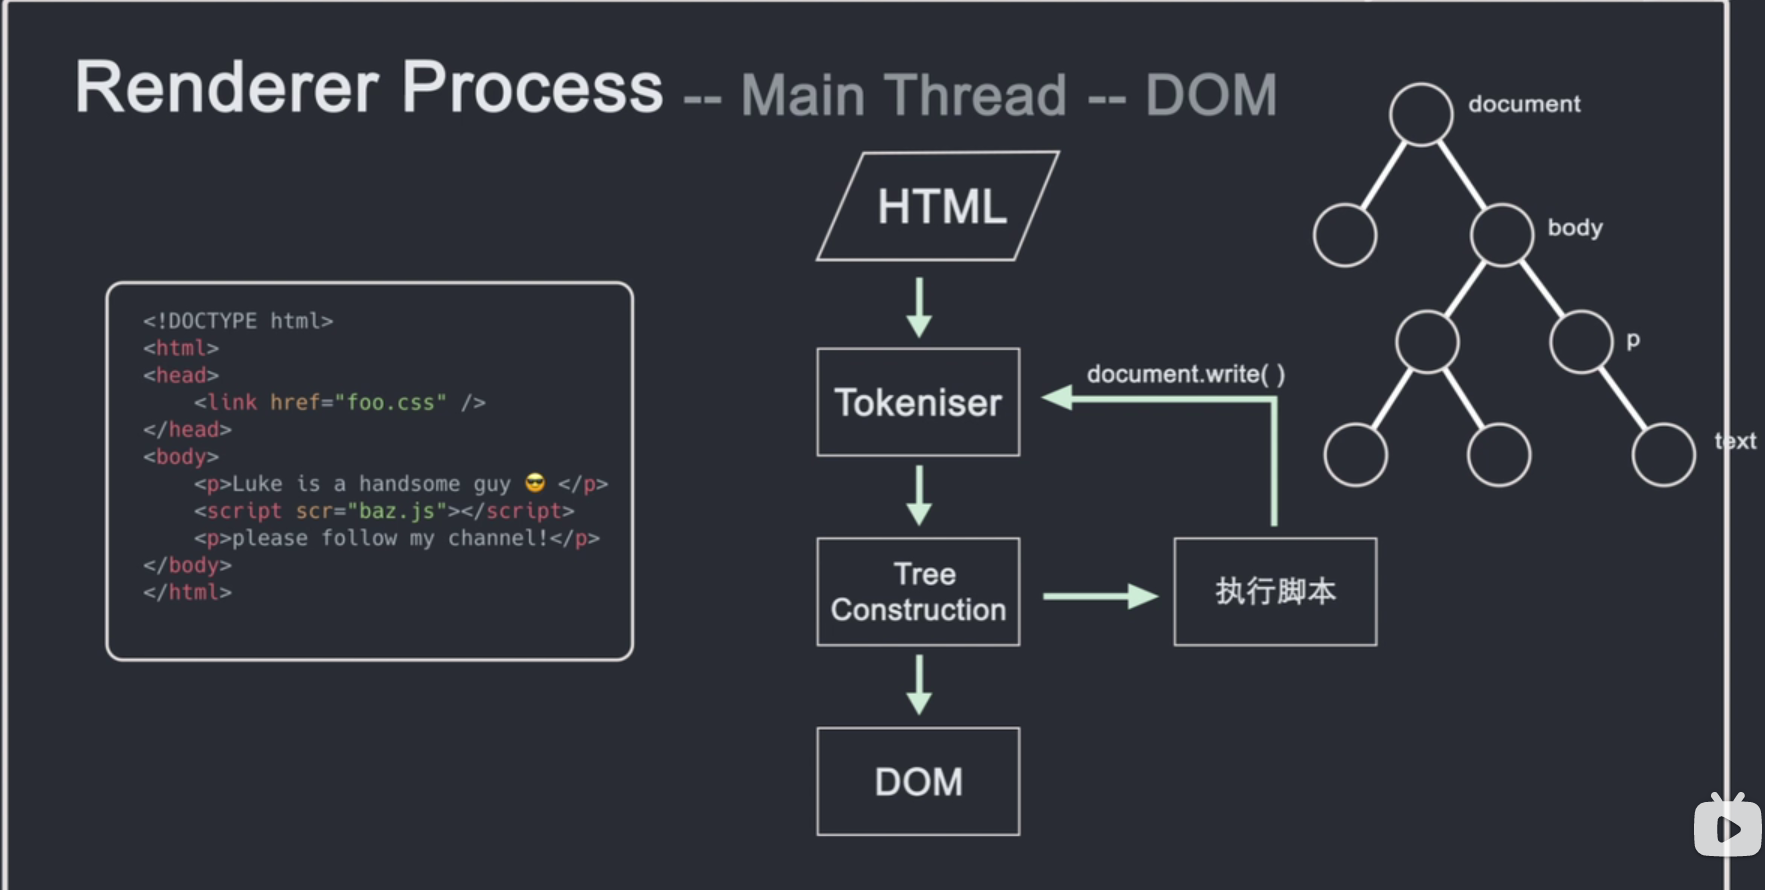 Renderer Process -- Main Thread -- DOM
<!DOCTYPE html>
<html>
<head>
<link href="foo.css" />
</head>
<body>
<p>Luke is a handsome guy 😎 </p>
<script scr="baz.js"></script>
<p>please follow my channel!</p>
</body>
</html>
HTML
Tokeniser
document.write( )
Tree
Construction
执行脚本
DOM
document
body
p
text